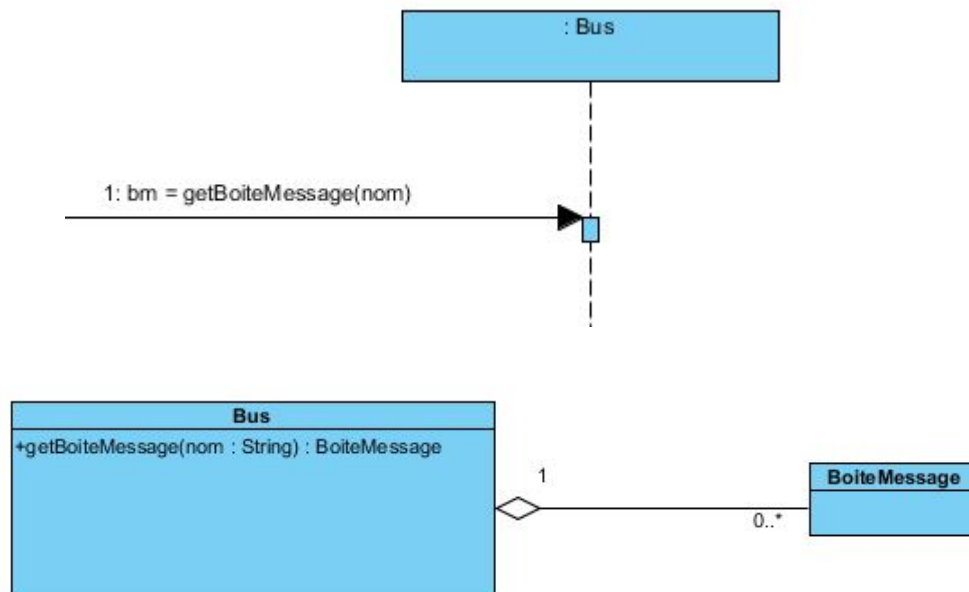 : Bus
1: bm = getBoiteMessage(nom)
Bus
+getBoiteMessage(nom : String) : BoiteMessage
1
BoiteMessage
0..*